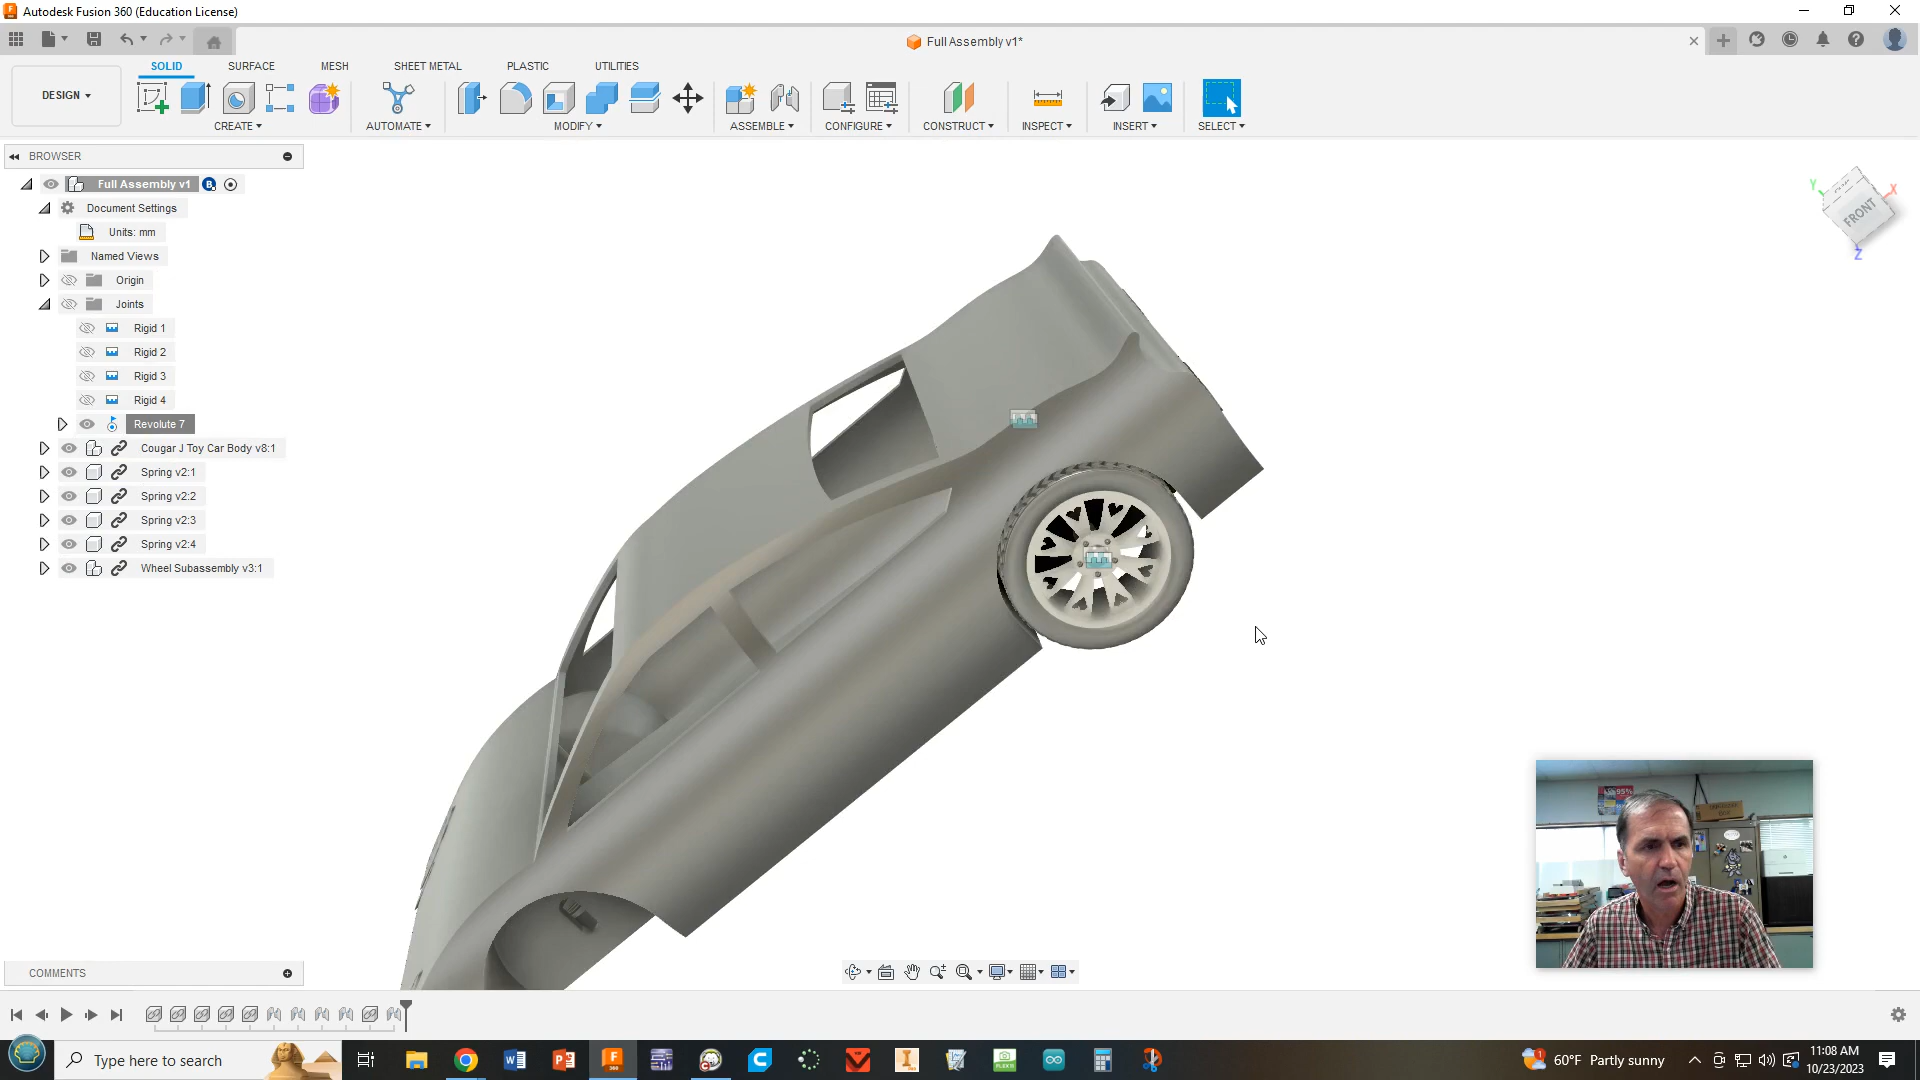 Autodesk Fusion 360 (Education License)
Full Assembly v1*
DESIGN
SOLID SURFACE MESH SHEET METAL PLASTIC UTILITIES
CREATE AUTOMATE MODIFY ASSEMBLE CONFIGURE CONSTRUCT INSPECT INSERT SELECT
BROWSER
Full Assembly v1
Document Settings
Units: mm
Named Views
Origin
Joints
Rigid 1
Rigid 2
Rigid 3
Rigid 4
Revolute 7
Cougar J Toy Car Body v8:1
Spring v2:1
Spring v2:2
Spring v2:3
Spring v2:4
Wheel Subassembly v3:1
Y X
FRONT
Z
95%
COMMENTS
Type here to search
60°F Partly sunny
11:08 AM
10/23/2023